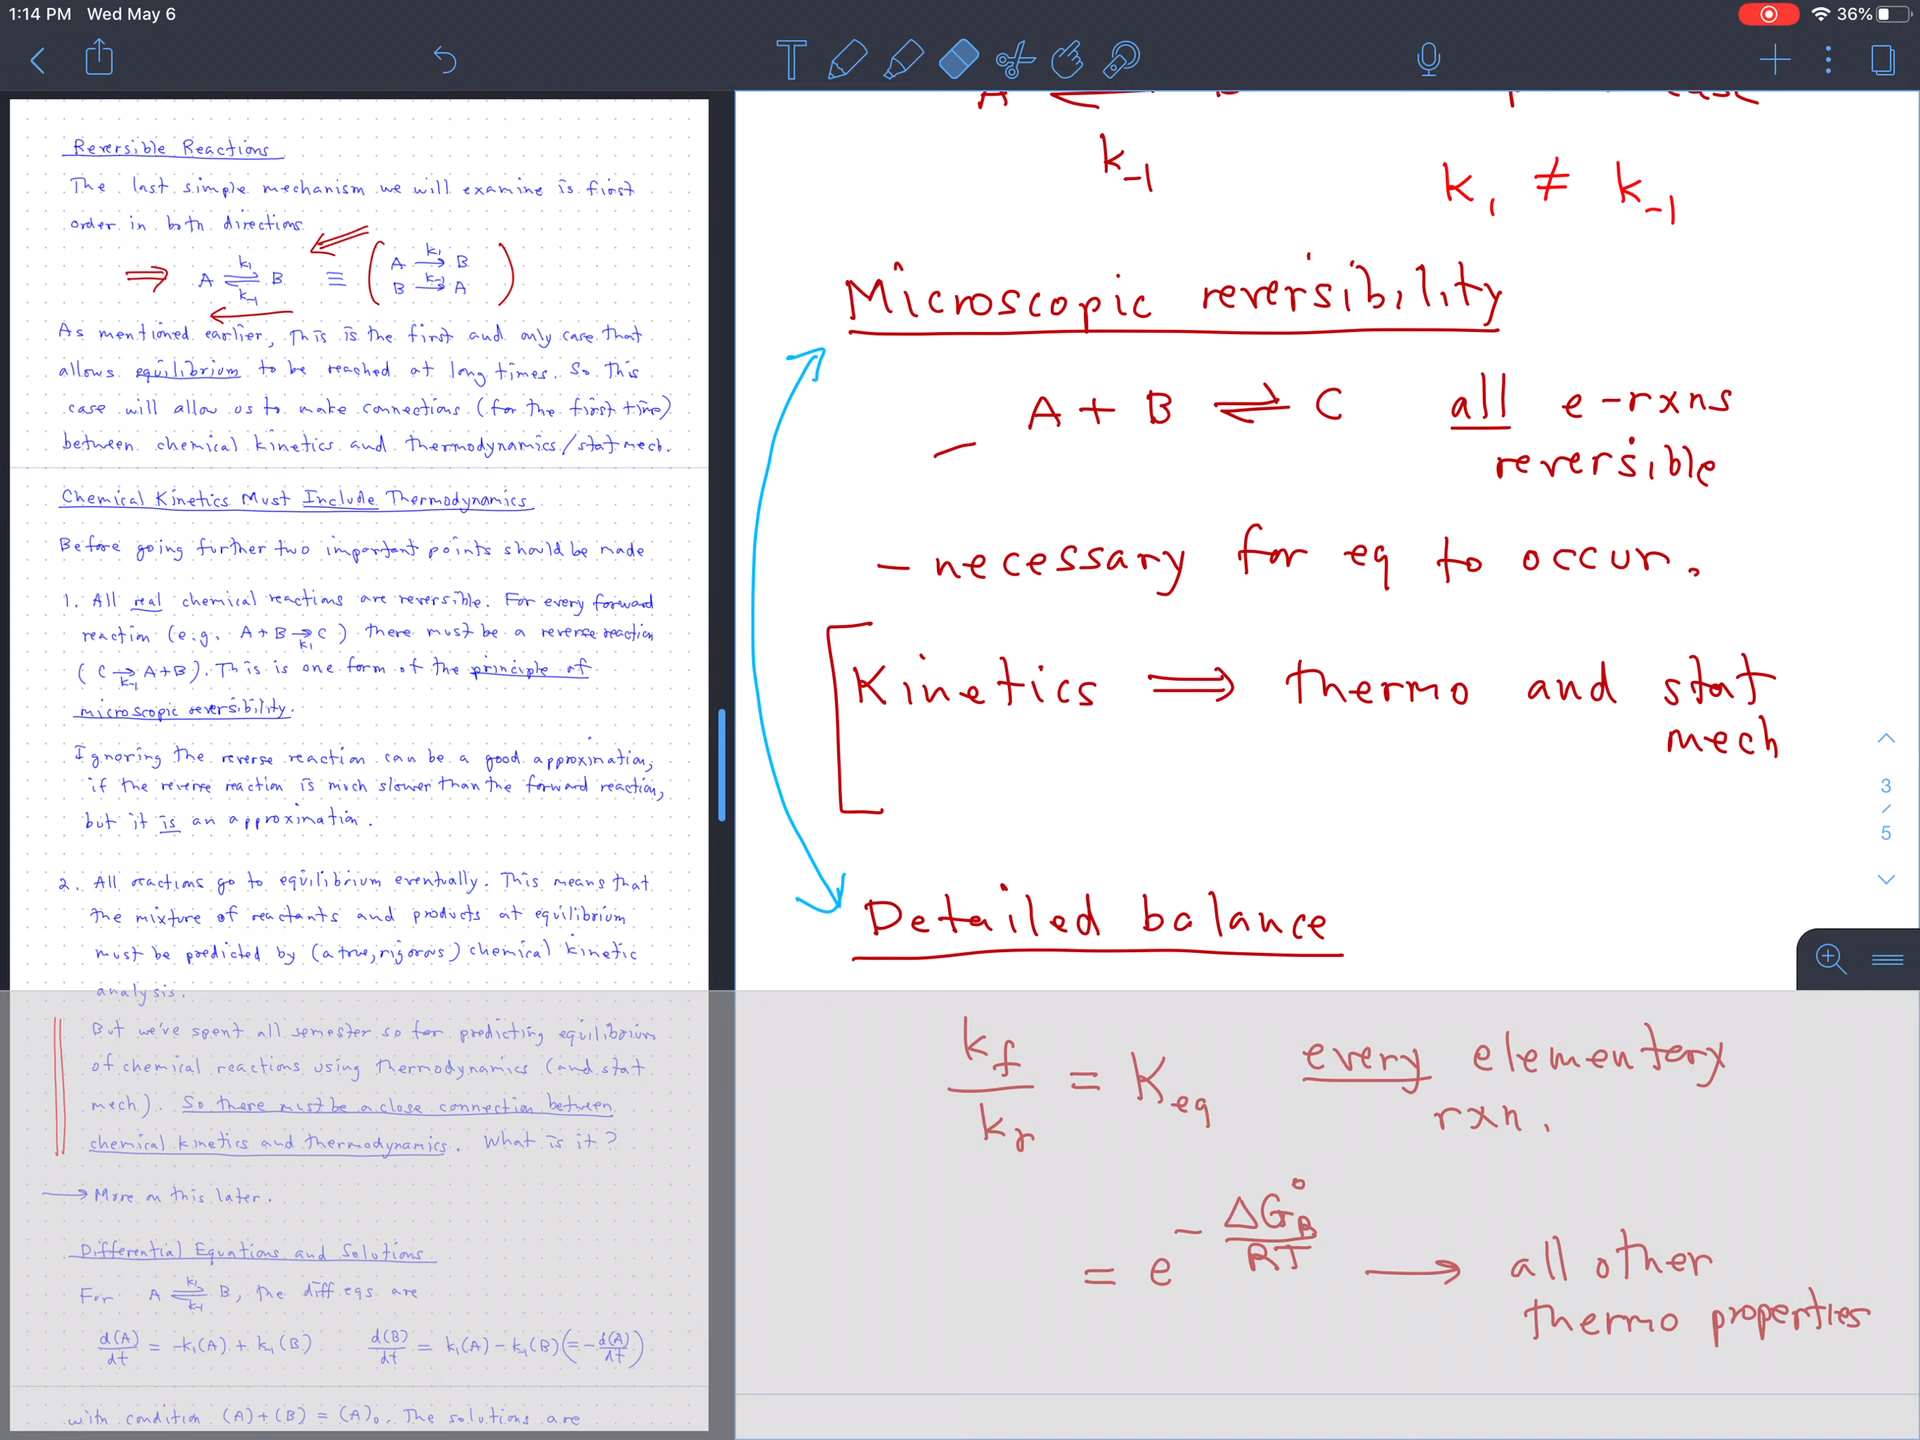 1:14 PM Wed May 6
36%
Reversible Reactions
The last simple mechanism we will examine is first
order in both directions
⇒ A ⇌ B ≡ ( A → B
k₁ k₋₁ k₁
B → A )
k₋₁
As mentioned earlier, this is the first and only case that
allows equilibrium to be reached at long times. So this
case will allow us to make connections (for the first time)
between chemical kinetics and thermodynamics/stat mech.
Chemical Kinetics Must Include Thermodynamics
Before going further two important points should be made
1. All real chemical reactions are reversible. For every forward
reaction (e.g. A+B →k₁ C) there must be a reverse reaction
(C →k₋₁ A+B). This is one form of the principle of
microscopic reversibility.
Ignoring the reverse reaction can be a good approximation,
if the reverse reaction is much slower than the forward reaction,
but it is an approximation.
2. All reactions go to equilibrium eventually. This means that
the mixture of reactants and products at equilibrium
must be predicted by (a true, rigorous) chemical kinetic
analysis.
But we've spent all semester so far predicting equilibrium
of chemical reactions using thermodynamics (and stat
mech). So there must be a close connection between
chemical kinetics and thermodynamics. What is it?
→ More on this later.
Differential Equations and Solutions
For A ⇌ B, the diff eqs are
k₁ k₋₁
d(A)/dt = -k₁(A) + k₋₁(B) d(B)/dt = k₁(A) - k₋₁(B) (= -d(A)/dt)
with condition (A)+(B) = (A)₀. The solutions are
k₋₁ k₁ ≠ k₋₁
Microscopic reversibility
– A + B ⇌ C all e-rxns
reversible
– necessary for eq to occur.
Kinetics ⇒ thermo and stat
mech
Detailed balance
kf/kr = Keq every elementary
rxn.
= e^(-ΔG°R/RT) → all other
thermo properties
3
/
5